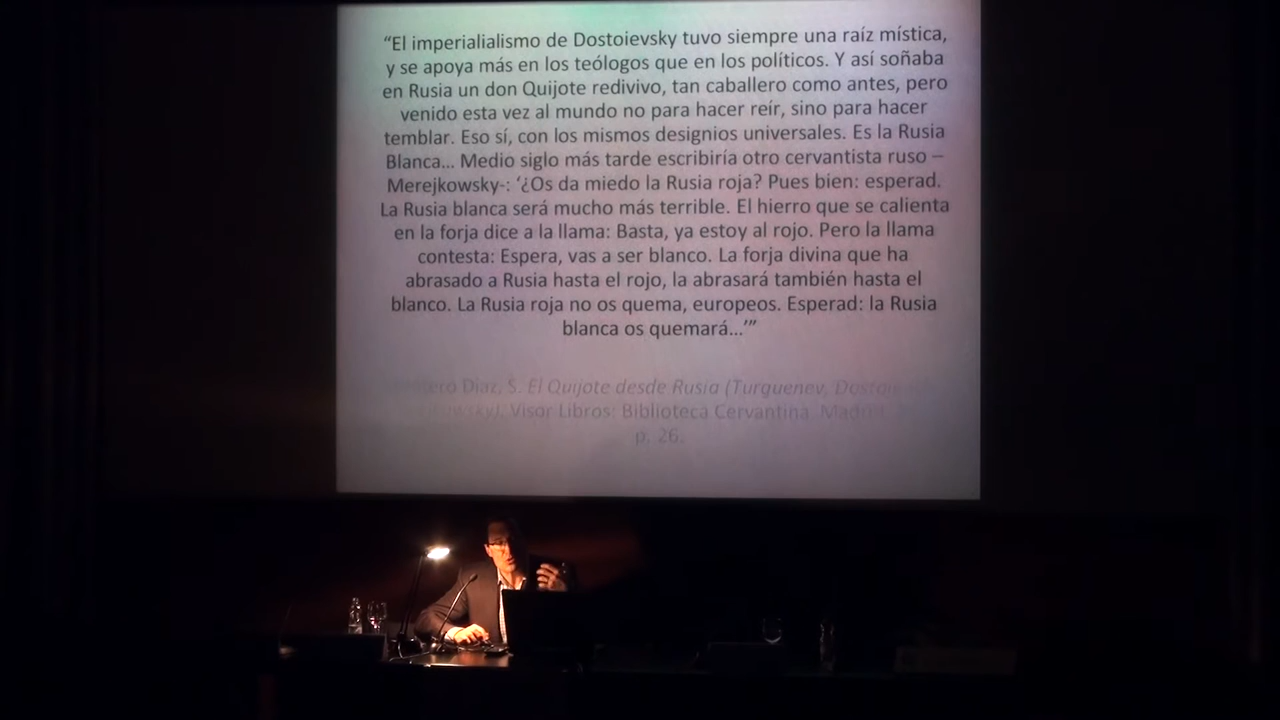 “El imperialialismo de Dostoievsky tuvo siempre una raíz mística,
y se apoya más en los teólogos que en los políticos. Y así soñaba
en Rusia un don Quijote redivivo, tan caballero como antes, pero
venido esta vez al mundo no para hacer reír, sino para hacer
temblar. Eso sí, con los mismos designios universales. Es la Rusia
Blanca... Medio siglo más tarde escribiría otro cervantista ruso –
Merejkowsky-: ‘¿Os da miedo la Rusia roja? Pues bien: esperad.
La Rusia blanca será mucho más terrible. El hierro que se calienta
en la forja dice a la llama: Basta, ya estoy al rojo. Pero la llama
contesta: Espera, vas a ser blanco. La forja divina que ha
abrasado a Rusia hasta el rojo, la abrasará también hasta el
blanco. La Rusia roja no os quema, europeos. Esperad: la Rusia
blanca os quemará...’”
Díaz, S. El Quijote desde Rusia (Turguenev,
Visor Libros: Biblioteca Cervantina.
p. 26.